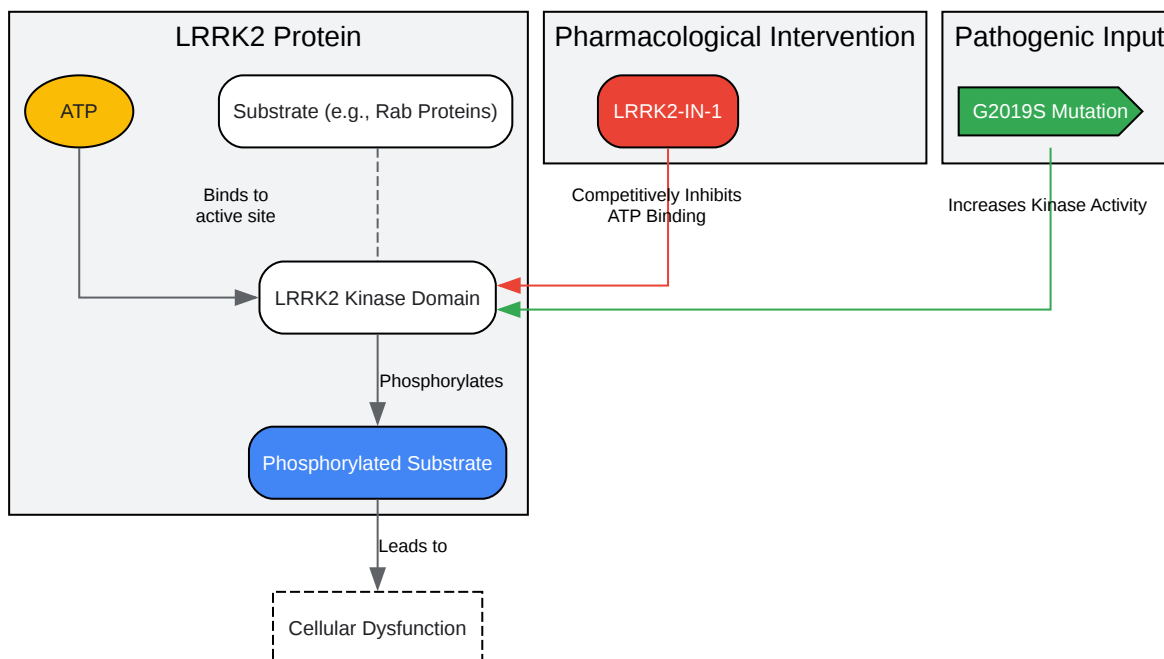 LRRK2 Protein
Pharmacological Intervention
Pathogenic Input
ATP
Substrate (e.g., Rab Proteins)
LRRK2-IN-1
G2019S Mutation
Binds to
active site
Competitively Inhibits
ATP Binding
Increases Kinase Activity
LRRK2 Kinase Domain
Phosphorylates
Phosphorylated Substrate
Leads to
Cellular Dysfunction